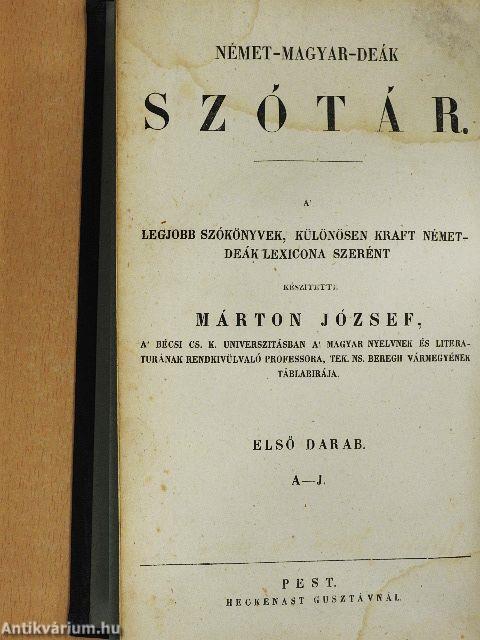 NÉMET-MAGYAR-DEÁK
SZÓTÁR.
A'
LEGJOBB SZÓKÖNYVEK, KÜLÖNÖSEN KRAFT NÉMET-
DEÁK LEXICONA SZERÉNT
KÉSZÍTETTE
MÁRTON JÓZSEF,
A' BÉCSI CS. K. UNIVERSZITÁSBAN A' MAGYAR NYELVNEK ÉS LITERA-
TURÁNAK RENDKIVÜLVALÓ PROFESSORA, TEK. NS. BEREGH VÁRMEGYÉNEK
TÁBLABIRÁJA.
ELSŐ DARAB.
A—J.
PEST.
HECKENAST GUSZTÁVNÁL.
Antikvárium.hu